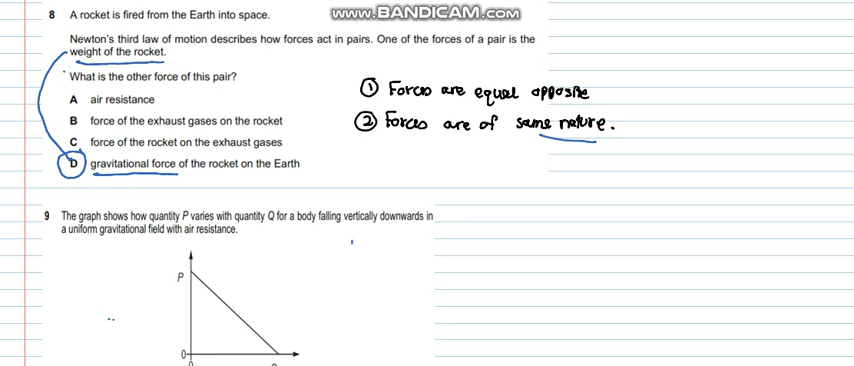 www.BANDICAM.com
8 A rocket is fired from the Earth into space.
Newton's third law of motion describes how forces act in pairs. One of the forces of a pair is the
weight of the rocket.
What is the other force of this pair?
A air resistance
B force of the exhaust gases on the rocket
C force of the rocket on the exhaust gases
D gravitational force of the rocket on the Earth
① Forces are equal opposite
② Forces are of same nature.
9 The graph shows how quantity P varies with quantity Q for a body falling vertically downwards in
a uniform gravitational field with air resistance.
P
0